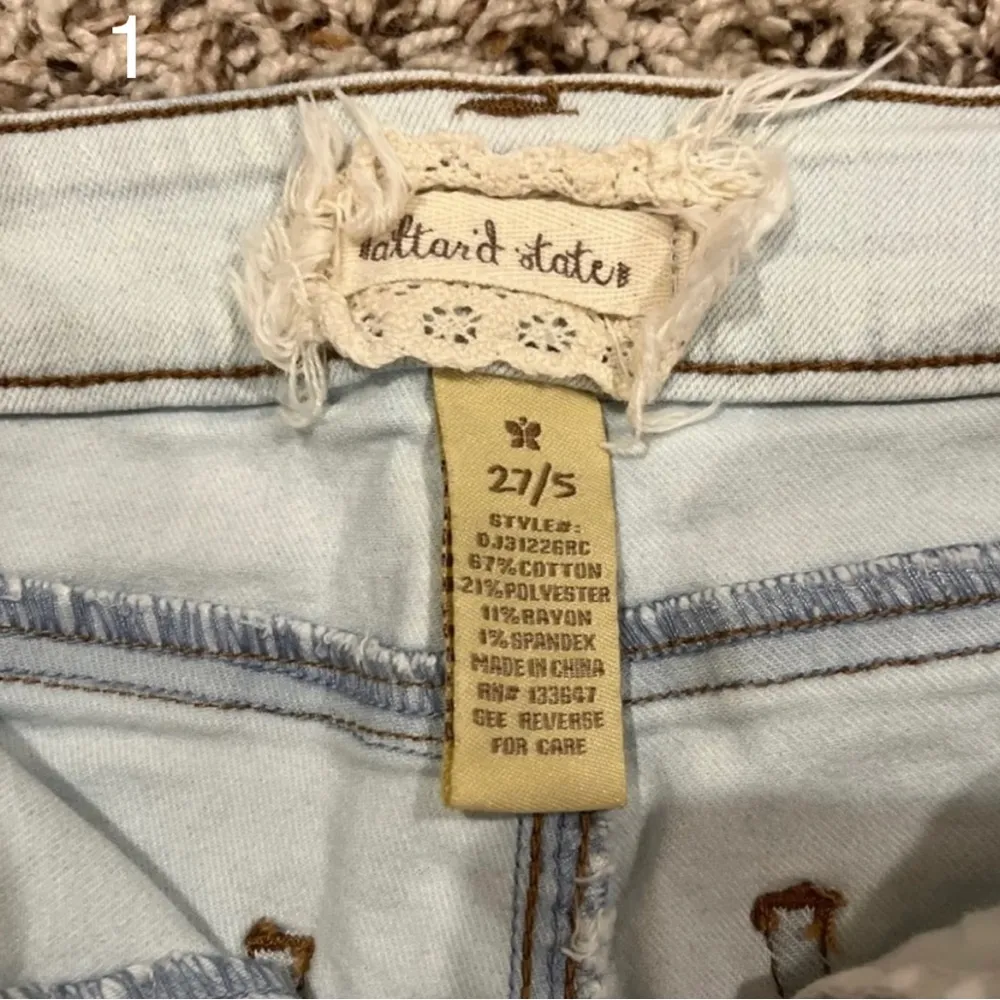 1
altar'd state
27/5
STYLE#:
DJ31226RC
67%COTTON
21%POLYESTER
11%RAYON
1%SPANDEX
MADE IN CHINA
RN# 133647
SEE REVERSE
FOR CARE